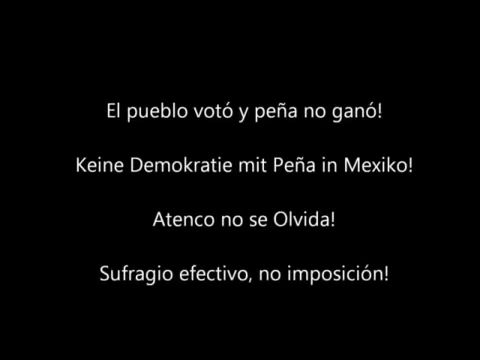 El pueblo votó y peña no ganó!
Keine Demokratie mit Peña in Mexiko!
Atenco no se Olvida!
Sufragio efectivo, no imposición!